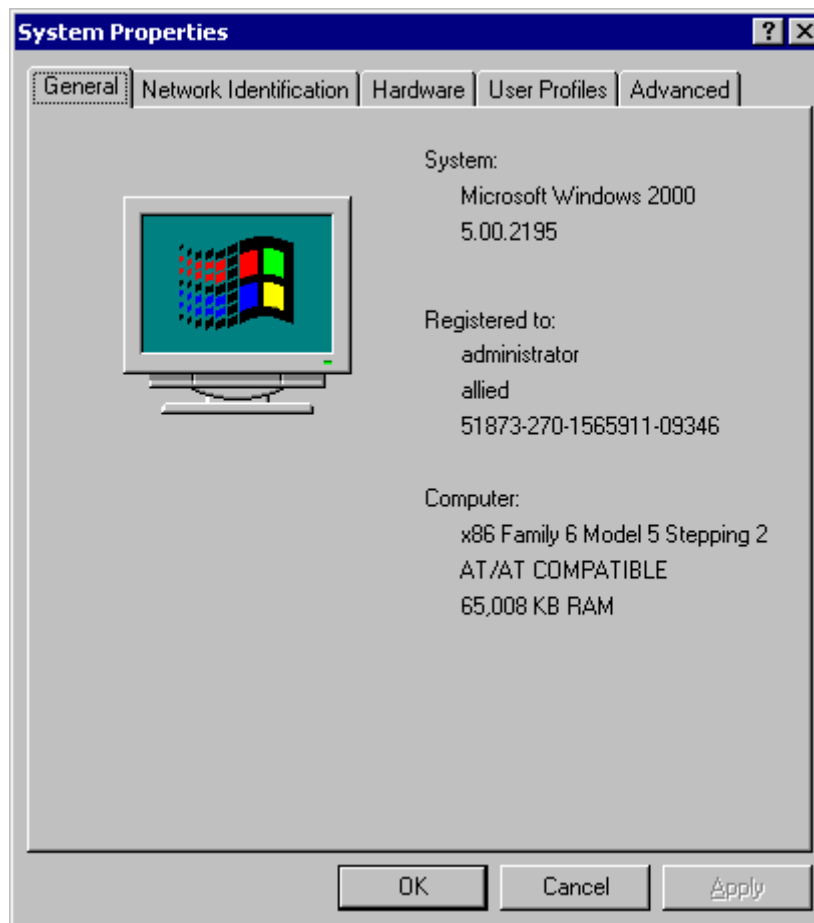 System Properties
General Network Identification Hardware User Profiles Advanced
System:
Microsoft Windows 2000
5.00.2195
Registered to:
administrator
allied
51873-270-1565911-09346
Computer:
x86 Family 6 Model 5 Stepping 2
AT/AT COMPATIBLE
65,008 KB RAM
OK Cancel Apply